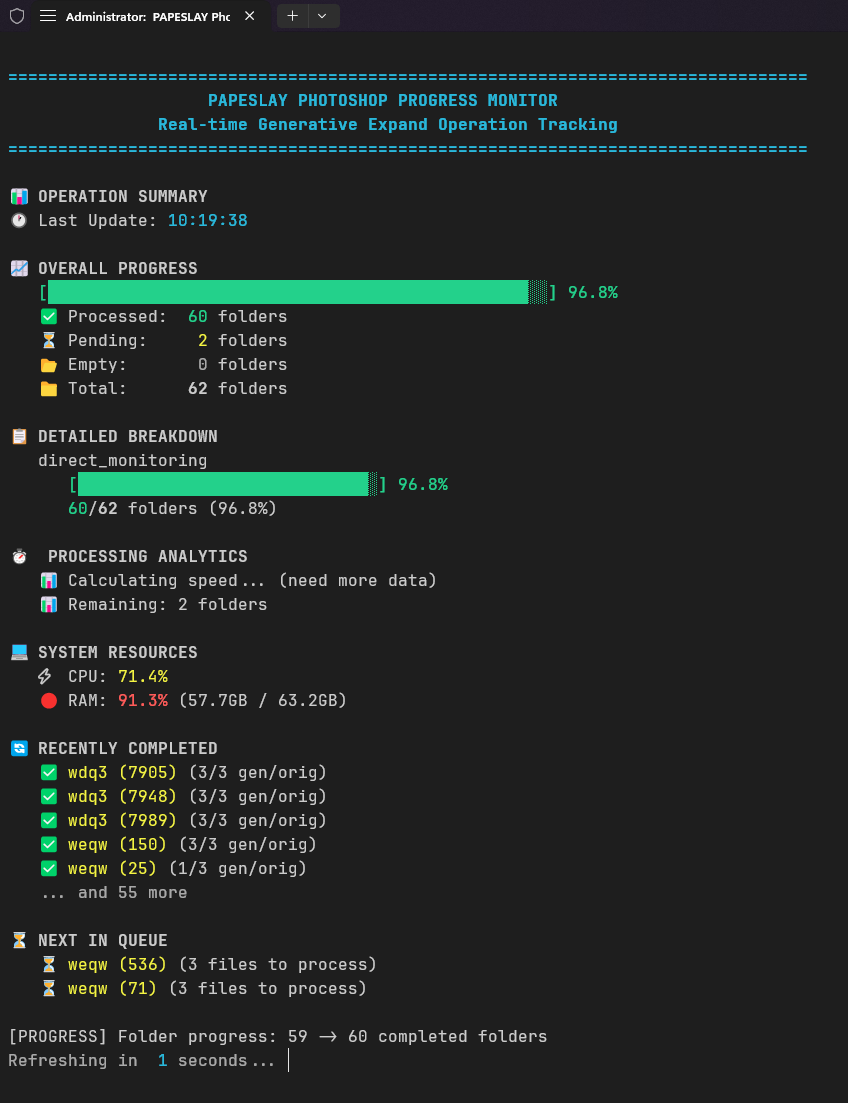 Administrator: PAPESLAY Pho
================================================================================
PAPESLAY PHOTOSHOP PROGRESS MONITOR
Real-time Generative Expand Operation Tracking
================================================================================
📊 OPERATION SUMMARY
🕐 Last Update: 10:19:38
📈 OVERALL PROGRESS
[████████████████████████████████████████████████░░] 96.8%
✅ Processed: 60 folders
⏳ Pending: 2 folders
📂 Empty: 0 folders
📁 Total: 62 folders
📋 DETAILED BREAKDOWN
direct_monitoring
[█████████████████████████████░] 96.8%
60/62 folders (96.8%)
⏱ PROCESSING ANALYTICS
📊 Calculating speed... (need more data)
📊 Remaining: 2 folders
💻 SYSTEM RESOURCES
⚡ CPU: 71.4%
🔴 RAM: 91.3% (57.7GB / 63.2GB)
🔄 RECENTLY COMPLETED
✅ wdq3 (7905) (3/3 gen/orig)
✅ wdq3 (7948) (3/3 gen/orig)
✅ wdq3 (7989) (3/3 gen/orig)
✅ weqw (150) (3/3 gen/orig)
✅ weqw (25) (1/3 gen/orig)
... and 55 more
⏳ NEXT IN QUEUE
⏳ weqw (536) (3 files to process)
⏳ weqw (71) (3 files to process)
[PROGRESS] Folder progress: 59 → 60 completed folders
Refreshing in 1 seconds...